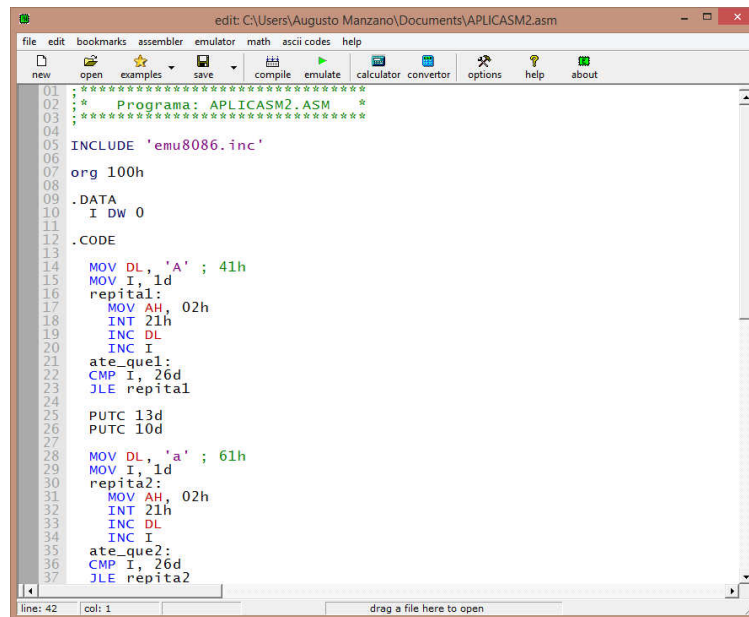 edit: C:\Users\Augusto Manzano\Documents\APLICASM2.asm
file edit bookmarks assembler emulator math ascii codes help
new open examples save compile emulate calculator convertor options help about
01 ;*******************************
02 ;*   Programa: APLICASM2.ASM   *
03 ;*******************************
04
05 INCLUDE 'emu8086.inc'
06
07 org 100h
08
09 .DATA
10   I DW 0
11
12 .CODE
13
14   MOV DL, 'A' ; 41h
15   MOV I, 1d
16   repita1:
17     MOV AH, 02h
18     INT 21h
19     INC DL
20     INC I
21   ate_que1:
22   CMP I, 26d
23   JLE repita1
24
25   PUTC 13d
26   PUTC 10d
27
28   MOV DL, 'a' ; 61h
29   MOV I, 1d
30   repita2:
31     MOV AH, 02h
32     INT 21h
33     INC DL
34     INC I
35   ate_que2:
36   CMP I, 26d
37   JLE repita2
line: 42 col: 1 drag a file here to open